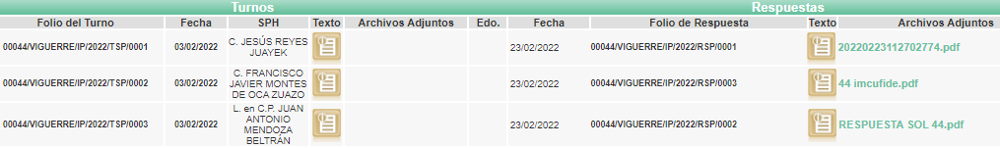 Turnos Respuestas
Folio del Turno Fecha SPH Texto Archivos Adjuntos Edo. Fecha Folio de Respuesta Texto Archivos Adjuntos
00044/VIGUERRE/IP/2022/TSP/0001 03/02/2022 C. JESÚS REYES
JUAYEK 23/02/2022 00044/VIGUERRE/IP/2022/RSP/0001 20220223112702774.pdf
00044/VIGUERRE/IP/2022/TSP/0002 03/02/2022 C. FRANCISCO
JAVIER MONTES
DE OCA ZUAZO 23/02/2022 00044/VIGUERRE/IP/2022/RSP/0003 44 imcufide.pdf
00044/VIGUERRE/IP/2022/TSP/0003 03/02/2022 L. en C.P. JUAN
ANTONIO
MENDOZA
BELTRÁN 23/02/2022 00044/VIGUERRE/IP/2022/RSP/0002 RESPUESTA SOL 44.pdf